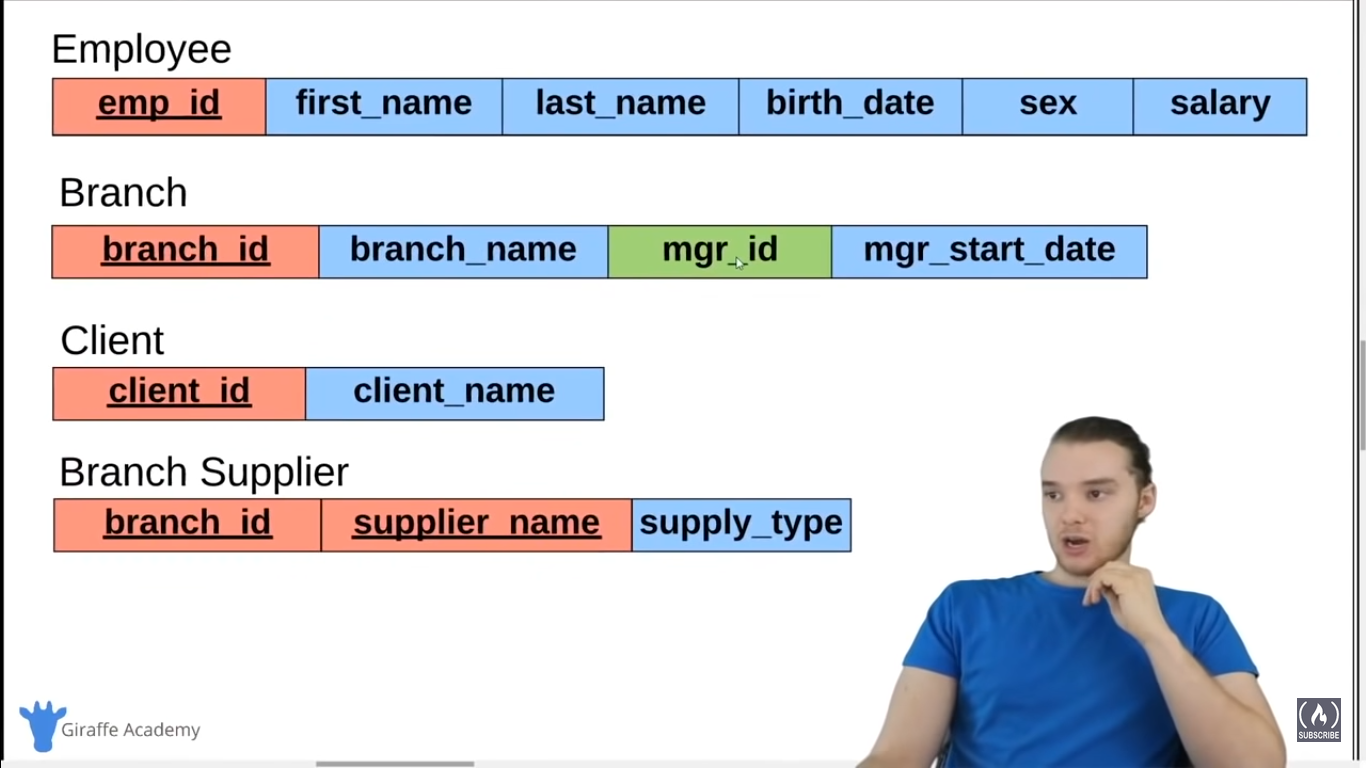 Employee
emp_id first_name last_name birth_date sex salary
Branch
branch_id branch_name mgr_id mgr_start_date
Client
client_id client_name
Branch Supplier
branch_id supplier_name supply_type
Giraffe Academy
SUBSCRIBE